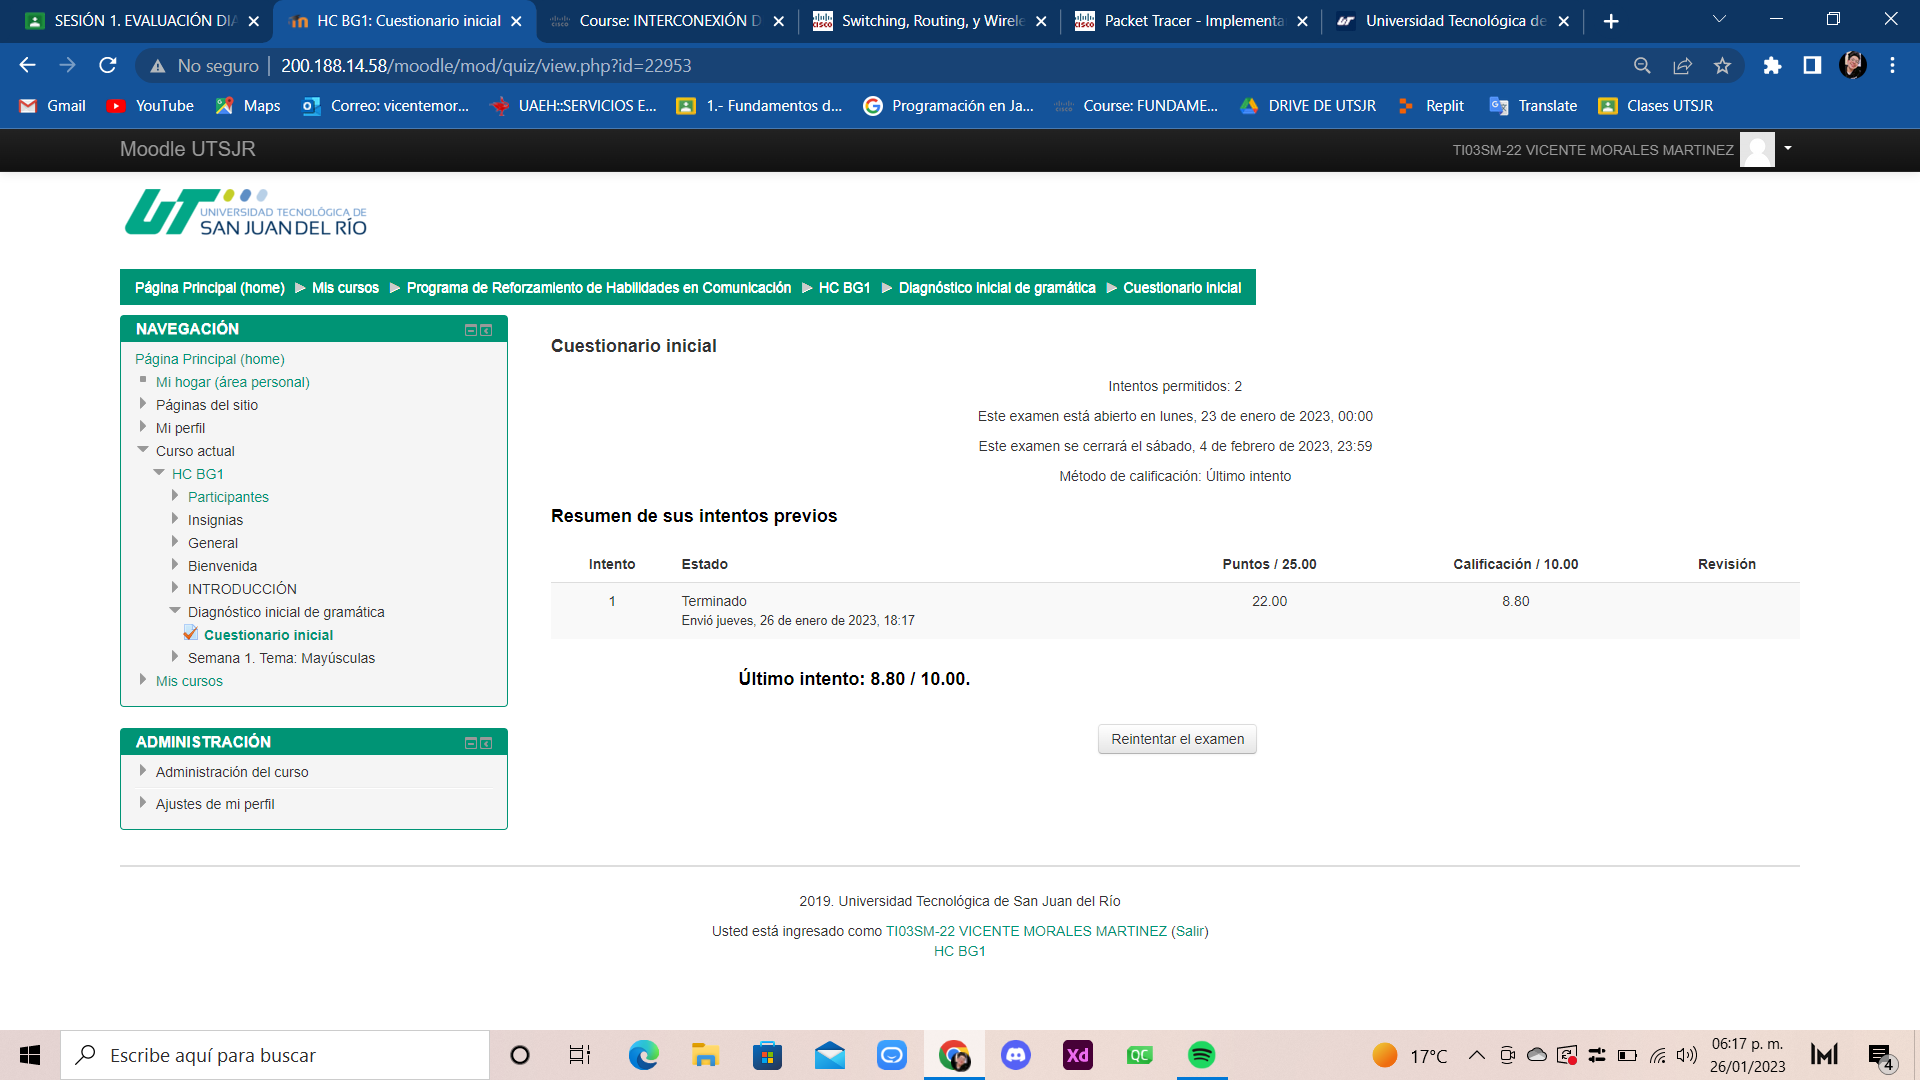 SESIÓN 1. EVALUACIÓN DIA
HC BG1: Cuestionario inicial
Course: INTERCONEXIÓN D
Switching, Routing, y Wirele
Packet Tracer - Implementa
Universidad Tecnológica de
No seguro
200.188.14.58/moodle/mod/quiz/view.php?id=22953
Gmail
YouTube
Maps
Correo: vicentemor...
UAEH::SERVICIOS E...
1.- Fundamentos d...
Programación en Ja...
Course: FUNDAME...
DRIVE DE UTSJR
Replit
Translate
Clases UTSJR
Moodle UTSJR
TI03SM-22 VICENTE MORALES MARTINEZ
UT
UNIVERSIDAD TECNOLÓGICA DE
SAN JUAN DEL RÍO
Página Principal (home) ▶ Mis cursos ▶ Programa de Reforzamiento de Habilidades en Comunicación ▶ HC BG1 ▶ Diagnóstico inicial de gramática ▶ Cuestionario inicial
NAVEGACIÓN
Página Principal (home)
Mi hogar (área personal)
Páginas del sitio
Mi perfil
Curso actual
HC BG1
Participantes
Insignias
General
Bienvenida
INTRODUCCIÓN
Diagnóstico inicial de gramática
Cuestionario inicial
Semana 1. Tema: Mayúsculas
Mis cursos
ADMINISTRACIÓN
Administración del curso
Ajustes de mi perfil
Cuestionario inicial
Intentos permitidos: 2
Este examen está abierto en lunes, 23 de enero de 2023, 00:00
Este examen se cerrará el sábado, 4 de febrero de 2023, 23:59
Método de calificación: Último intento
Resumen de sus intentos previos
Intento Estado Puntos / 25.00 Calificación / 10.00 Revisión
1 Terminado 22.00 8.80
Envió jueves, 26 de enero de 2023, 18:17
Último intento: 8.80 / 10.00.
Reintentar el examen
2019. Universidad Tecnológica de San Juan del Río
Usted está ingresado como TI03SM-22 VICENTE MORALES MARTINEZ (Salir)
HC BG1
Escribe aquí para buscar
Xd
QC
17°C
06:17 p. m.
26/01/2023
4